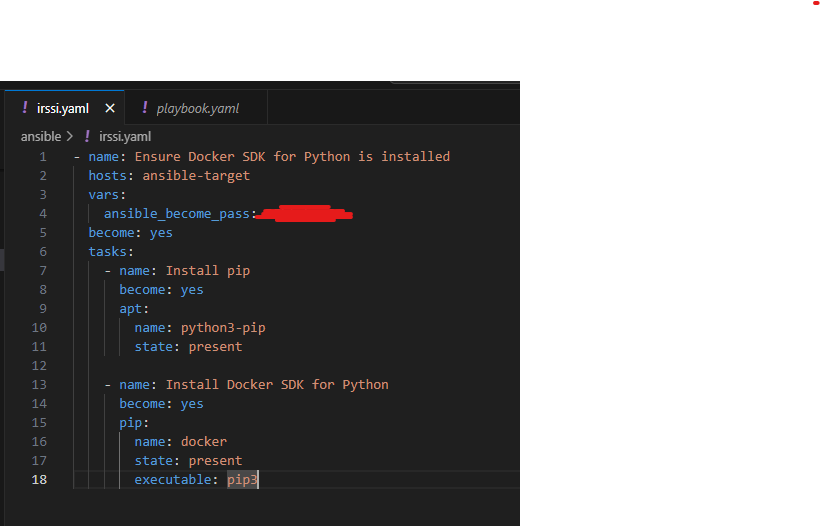 ! irssi.yaml ×
! playbook.yaml
ansible > ! irssi.yaml
1 - name: Ensure Docker SDK for Python is installed
2 hosts: ansible-target
3 vars:
4 ansible_become_pass:
5 become: yes
6 tasks:
7 - name: Install pip
8 become: yes
9 apt:
10 name: python3-pip
11 state: present
12
13 - name: Install Docker SDK for Python
14 become: yes
15 pip:
16 name: docker
17 state: present
18 executable: pip3